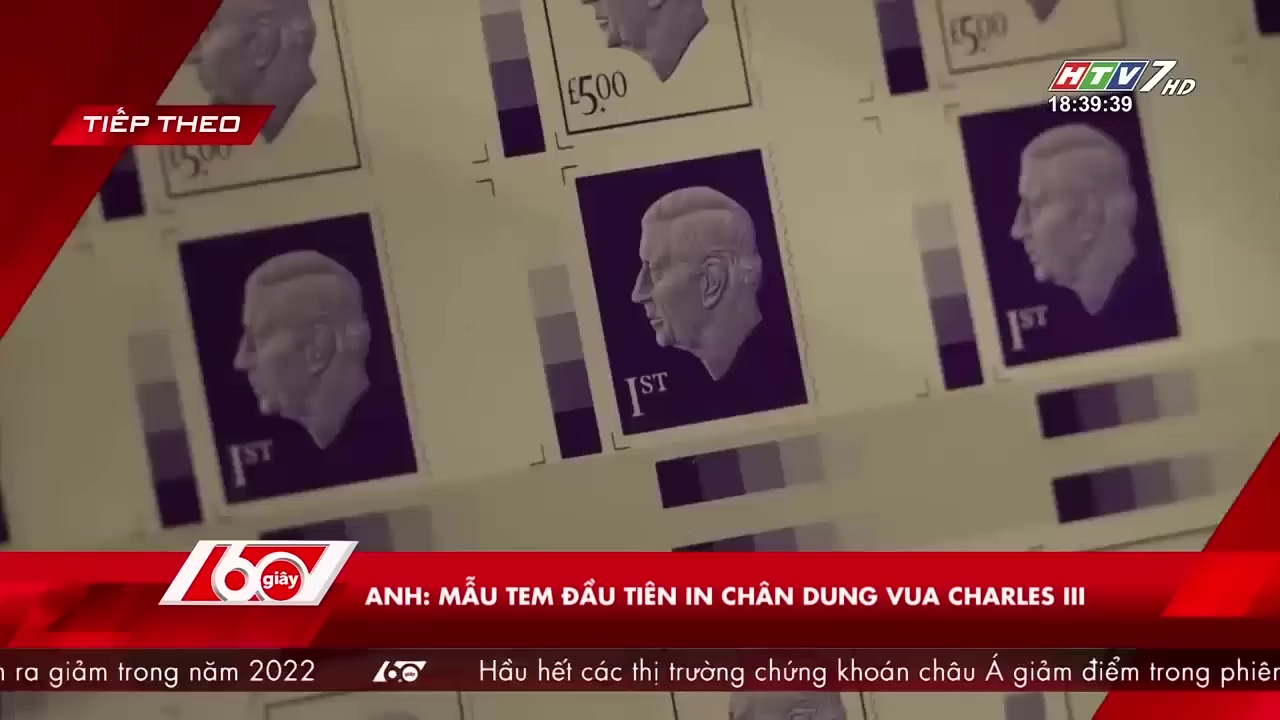 £5.00
£5.00
HTV7 HD
18:39:39
TIẾP THEO
£5.00
1ST
1ST
1ST
60 giây
ANH: MẪU TEM ĐẦU TIÊN IN CHÂN DUNG VUA CHARLES III
ra giảm trong năm 2022 60 giây Hầu hết các thị trường chứng khoán châu Á giảm điểm trong phiên